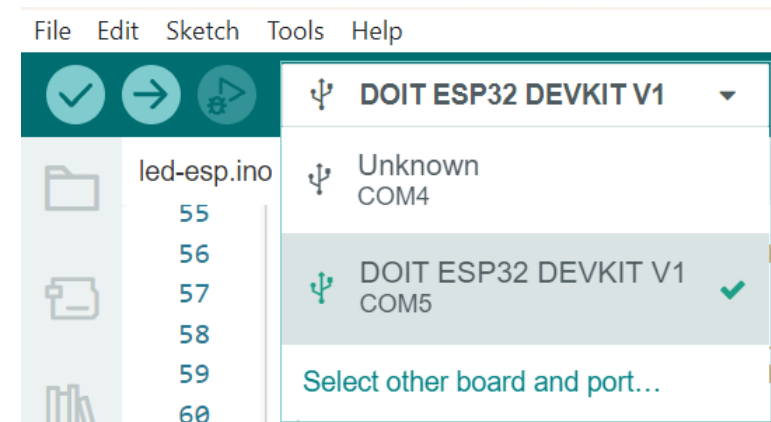 File Edit Sketch Tools Help
DOIT ESP32 DEVKIT V1
led-esp.ino
Unknown
COM4
55
56
DOIT ESP32 DEVKIT V1
COM5
57
58
59
Select other board and port...
60